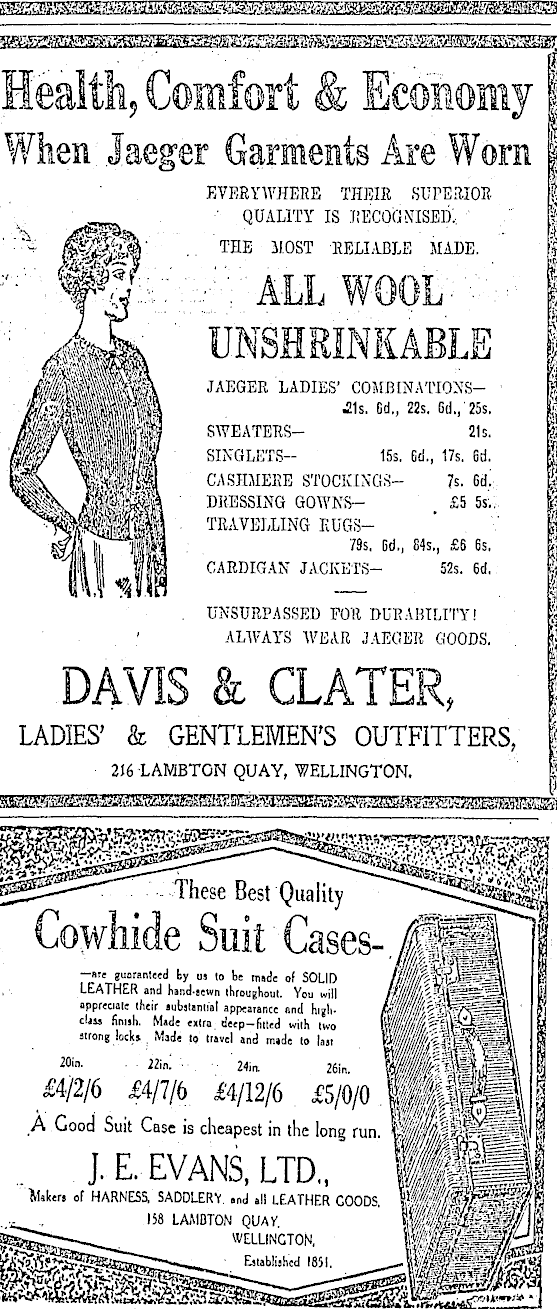 Health, Comfort & Economy
When Jaeger Garments Are Worn
EVERYWHERE THEIR SUPERIOR
QUALITY IS RECOGNISED.
THE MOST RELIABLE MADE.
ALL WOOL
UNSHRINKABLE
JAEGER LADIES' COMBINATIONS—
21s. 6d., 22s. 6d., 25s.
SWEATERS— 21s.
SINGLETS-- 15s. 6d., 17s. 6d.
CASHMERE STOCKINGS— 7s. 6d.
DRESSING GOWNS— £5 5s.
TRAVELLING RUGS—
79s. 6d., 84s., £6 6s.
CARDIGAN JACKETS— 52s. 6d.
UNSURPASSED FOR DURABILITY!
ALWAYS WEAR JAEGER GOODS.
DAVIS & CLATER,
LADIES' & GENTLEMEN'S OUTFITTERS,
216 LAMBTON QUAY, WELLINGTON.
These Best Quality
Cowhide Suit Cases-
—are guaranteed by us to be made of SOLID
LEATHER and hand-sewn throughout. You will
appreciate their substantial appearance and high-
class finish. Made extra deep—fitted with two
strong locks. Made to travel and made to last
20in. 22in. 24in. 26in.
£4/2/6 £4/7/6 £4/12/6 £5/0/0
A Good Suit Case is cheapest in the long run.
J. E. EVANS, LTD.,
Makers of HARNESS, SADDLERY, and all LEATHER GOODS,
158 LAMBTON QUAY,
WELLINGTON,
Established 1851.